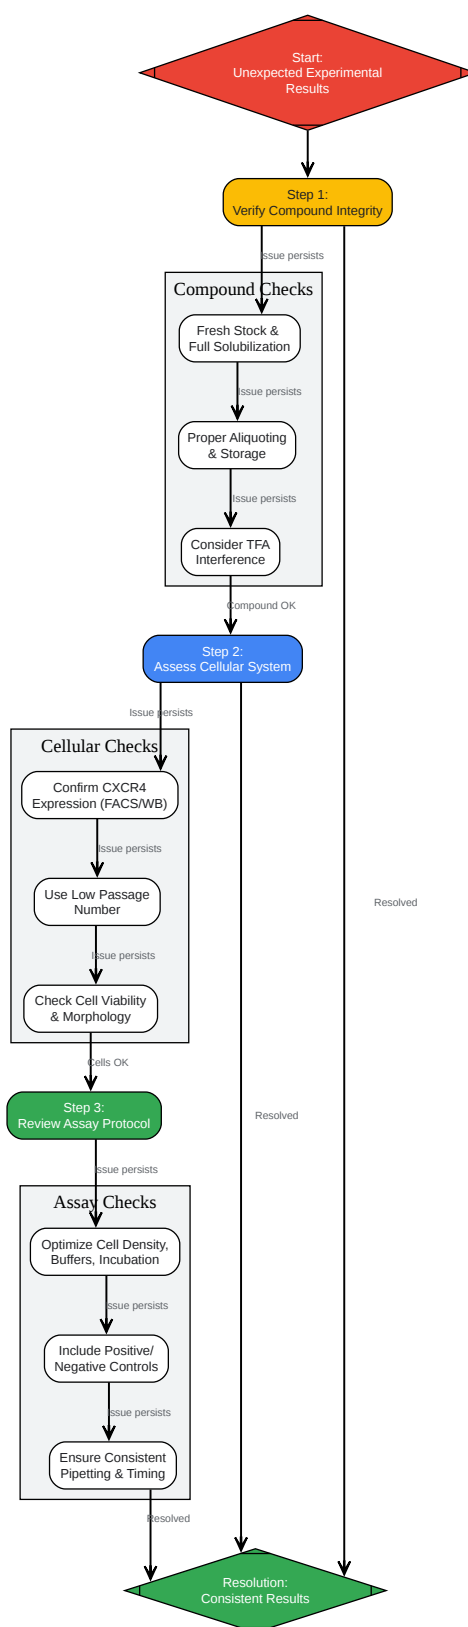 Start:
Unexpected Experimental
Results
Step 1:
Verify Compound Integrity
Issue persists
Compound Checks
Fresh Stock &
Full Solubilization
Issue persists
Proper Aliquoting
& Storage
Issue persists
Consider TFA
Interference
Compound OK
Step 2:
Assess Cellular System
Issue persists
Cellular Checks
Confirm CXCR4
Expression (FACS/WB)
Issue persists
Use Low Passage
Number
Resolved
Issue persists
Check Cell Viability
& Morphology
Cells OK
Step 3:
Review Assay Protocol
Resolved
Issue persists
Assay Checks
Optimize Cell Density,
Buffers, Incubation
Issue persists
Include Positive/
Negative Controls
Issue persists
Ensure Consistent
Pipetting & Timing
Resolved
Resolution:
Consistent Results